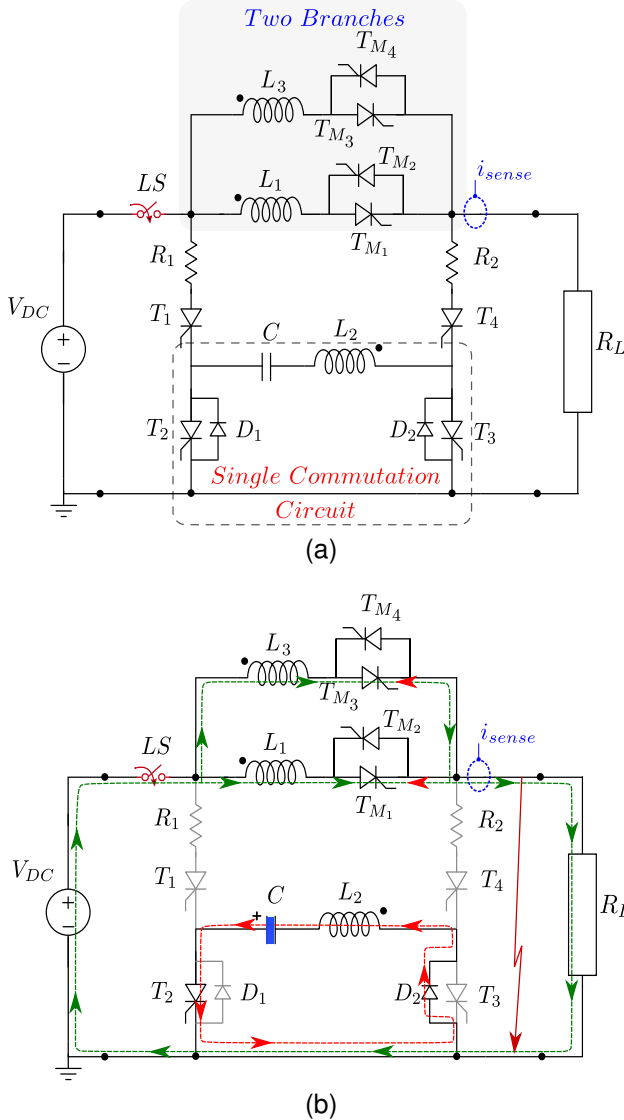 Two Branches
T_{M_4}
L_3
T_{M_3}
T_{M_2}
L_1
i_{sense}
LS
T_{M_1}
R_1
R_2
V_{DC}
T_1
C
L_2
T_4
+
−
R_L
T_2
D_1
D_2
T_3
Single Commutation
Circuit
(a)
T_{M_4}
L_3
T_{M_3}
T_{M_2}
L_1
i_{sense}
LS
T_{M_1}
R_1
R_2
V_{DC}
T_1
C
L_2
T_4
+
+
−
R_L
T_2
D_1
D_2
T_3
(b)